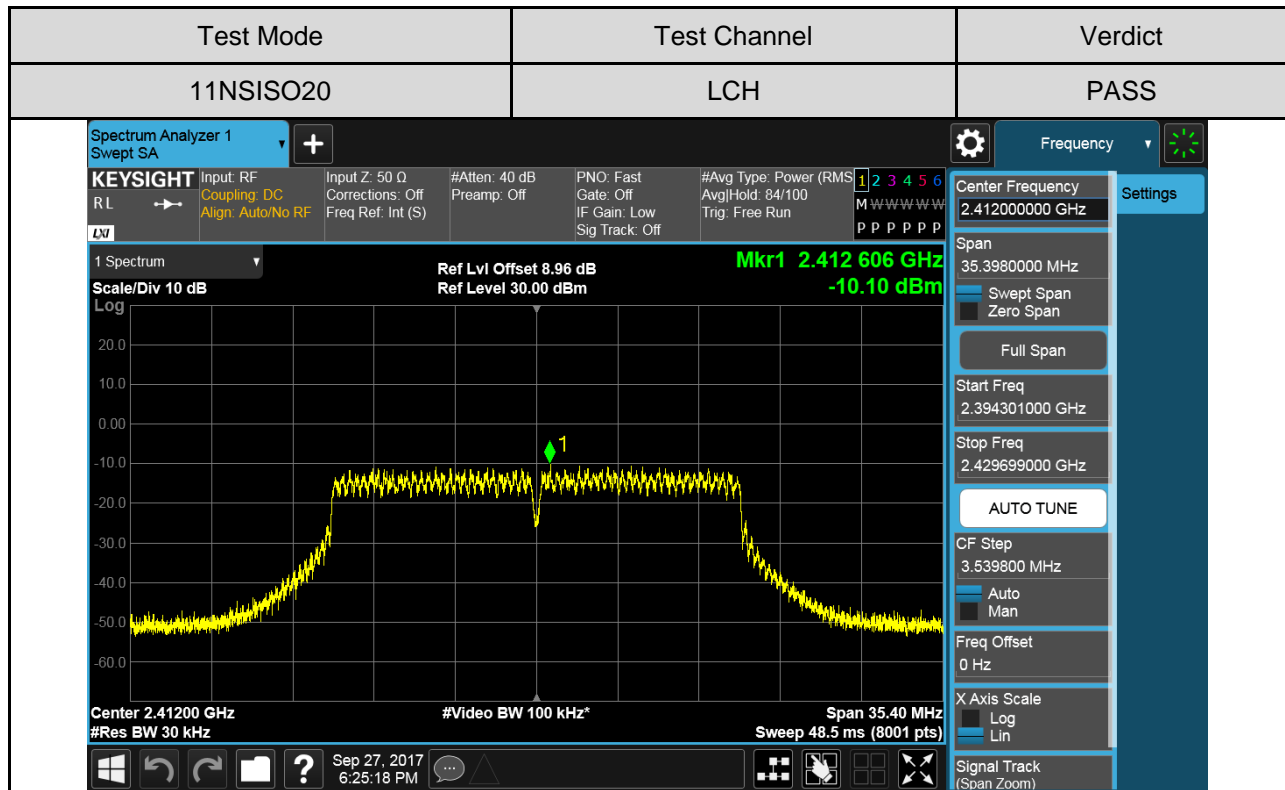 Test Mode Test Channel Verdict
11NSISO20 LCH PASS
Spectrum Analyzer 1
Swept SA
+
Frequency
KEYSIGHT Input: RF Input Z: 50 Ω #Atten: 40 dB PNO: Fast #Avg Type: Power (RMS 1 2 3 4 5 6
RL Coupling: DC Corrections: Off Preamp: Off Gate: Off Avg|Hold: 84/100 M W W W W W
Align: Auto/No RF Freq Ref: Int (S) IF Gain: Low Trig: Free Run P P P P P P
LXI Sig Track: Off
1 Spectrum Ref Lvl Offset 8.96 dB Mkr1 2.412 606 GHz
Scale/Div 10 dB Ref Level 30.00 dBm -10.10 dBm
Log
20.0
10.0
0.00
-10.0
-20.0
-30.0
-40.0
-50.0
-60.0
1
Center 2.41200 GHz #Video BW 100 kHz* Span 35.40 MHz
#Res BW 30 kHz Sweep 48.5 ms (8001 pts)
? Sep 27, 2017
6:25:18 PM
Center Frequency
2.412000000 GHz
Settings
Span
35.3980000 MHz
Swept Span
Zero Span
Full Span
Start Freq
2.394301000 GHz
Stop Freq
2.429699000 GHz
AUTO TUNE
CF Step
3.539800 MHz
Auto
Man
Freq Offset
0 Hz
X Axis Scale
Log
Lin
Signal Track
(Span Zoom)